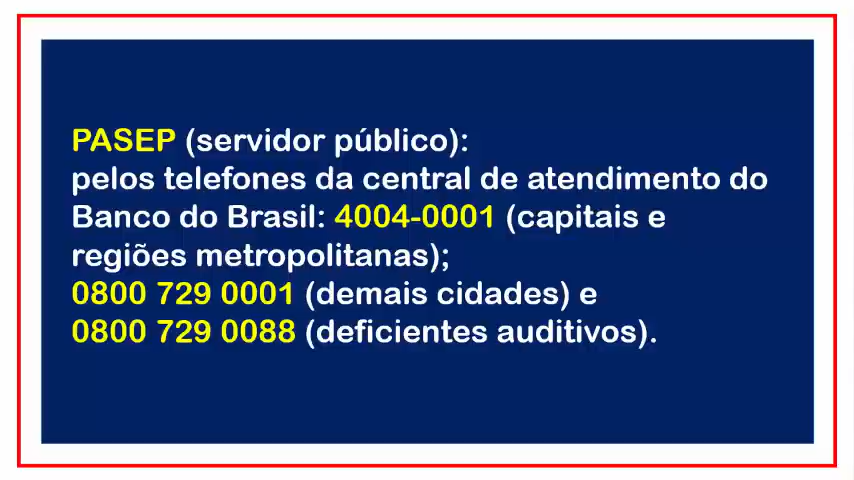 PASEP (servidor público):
pelos telefones da central de atendimento do
Banco do Brasil: 4004-0001 (capitais e
regiões metropolitanas);
0800 729 0001 (demais cidades) e
0800 729 0088 (deficientes auditivos).